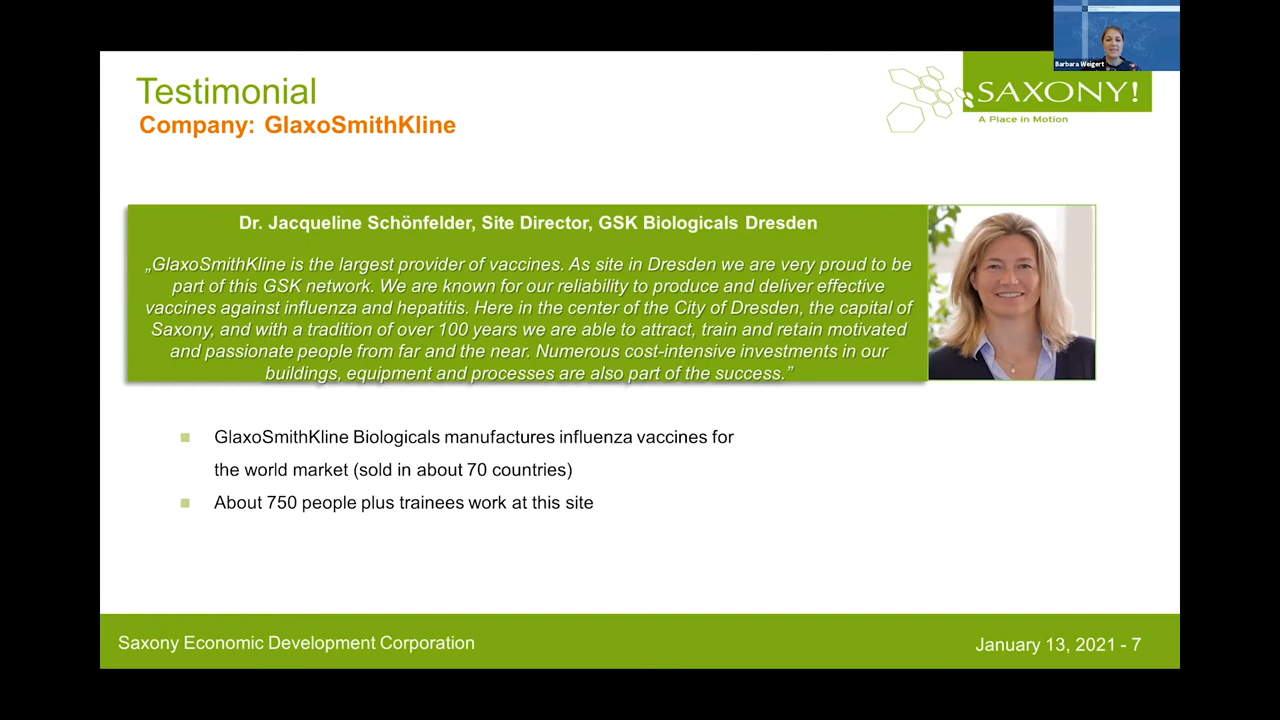 Barbara Weigert
Testimonial
Company: GlaxoSmithKline
SAXONY!
A Place in Motion
Dr. Jacqueline Schönfelder, Site Director, GSK Biologicals Dresden
„GlaxoSmithKline is the largest provider of vaccines. As site in Dresden we are very proud to be
part of this GSK network. We are known for our reliability to produce and deliver effective
vaccines against influenza and hepatitis. Here in the center of the City of Dresden, the capital of
Saxony, and with a tradition of over 100 years we are able to attract, train and retain motivated
and passionate people from far and the near. Numerous cost-intensive investments in our
buildings, equipment and processes are also part of the success.”
GlaxoSmithKline Biologicals manufactures influenza vaccines for
the world market (sold in about 70 countries)
About 750 people plus trainees work at this site
Saxony Economic Development Corporation
January 13, 2021 - 7